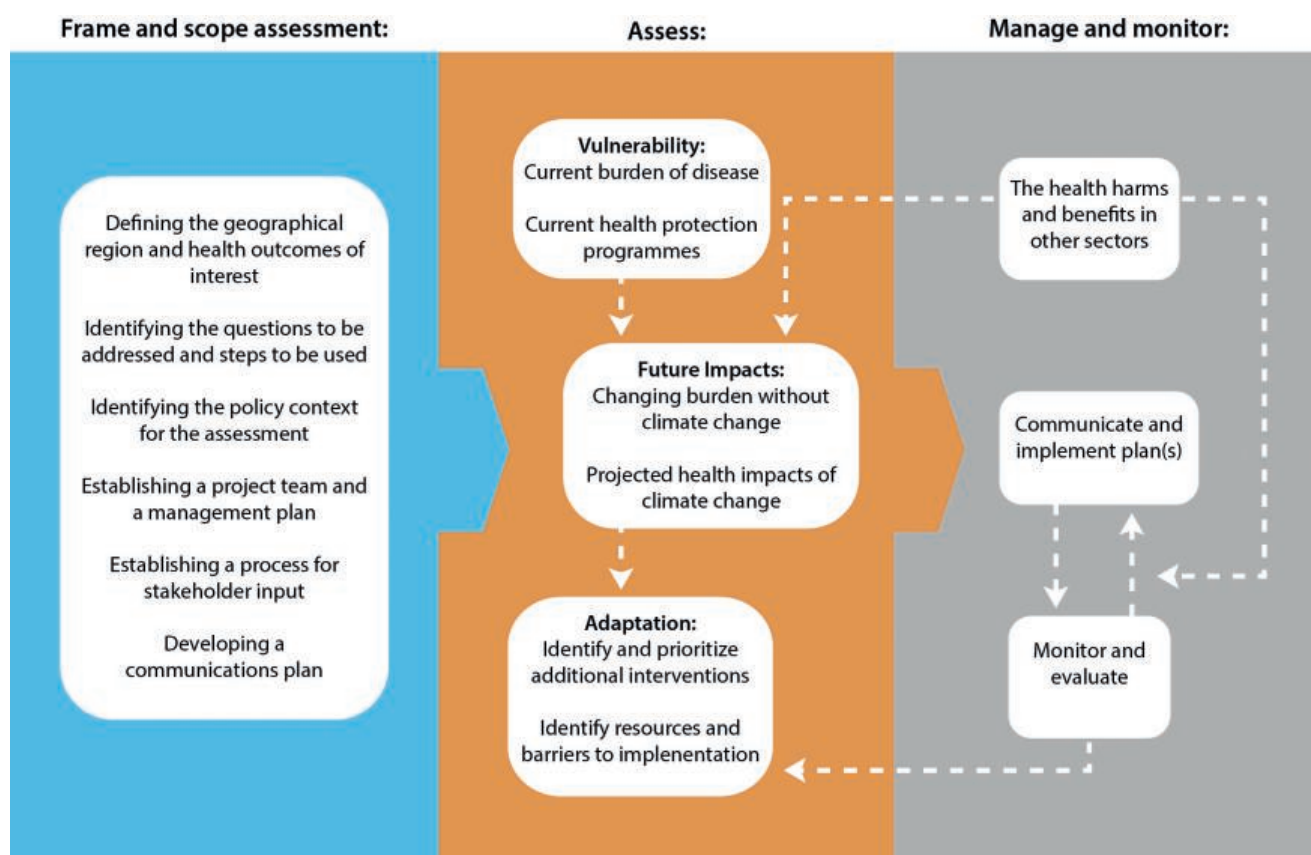 Frame and scope assessment:
Defining the geographical
region and health outcomes of
interest
Identifying the questions to be
addressed and steps to be used
Identifying the policy context
for the assessment
Establishing a project team and
a management plan
Establishing a process for
stakeholder input
Developing a
communications plan
Assess:
Vulnerability:
Current burden of disease
Current health protection
programmes
Future Impacts:
Changing burden without
climate change
Projected health impacts of
climate change
Adaptation:
Identify and prioritize
additional interventions
Identify resources and
barriers to implenentation
Manage and monitor:
The health harms
and benefits in
other sectors
Communicate and
implement plan(s)
Monitor and
evaluate